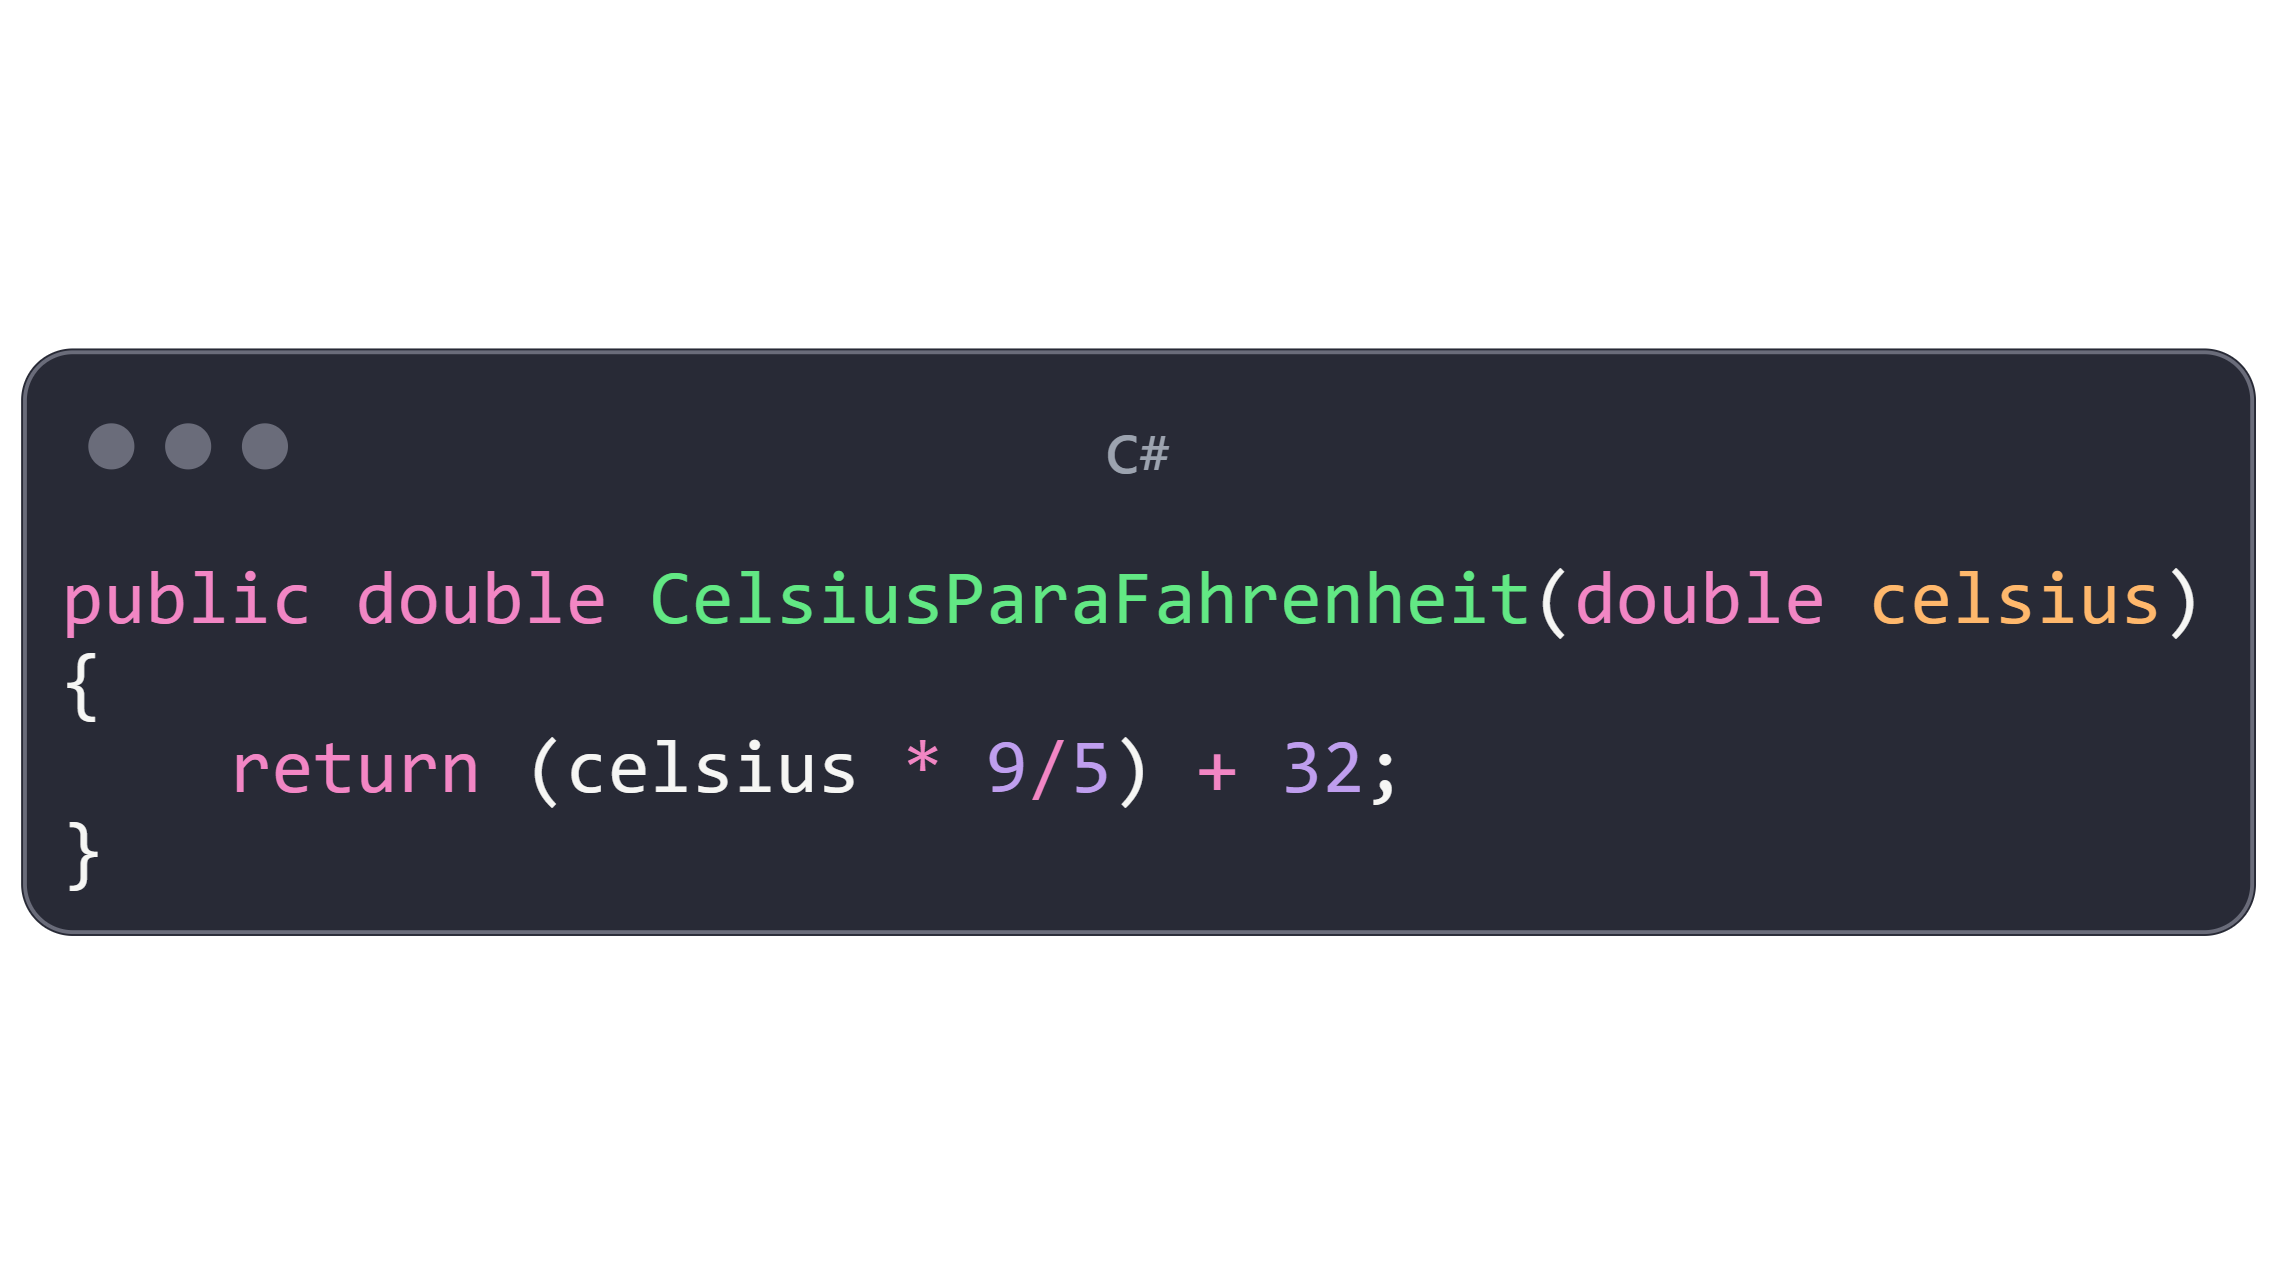 C#
public double CelsiusParaFahrenheit(double celsius)
{
    return (celsius * 9/5) + 32;
}